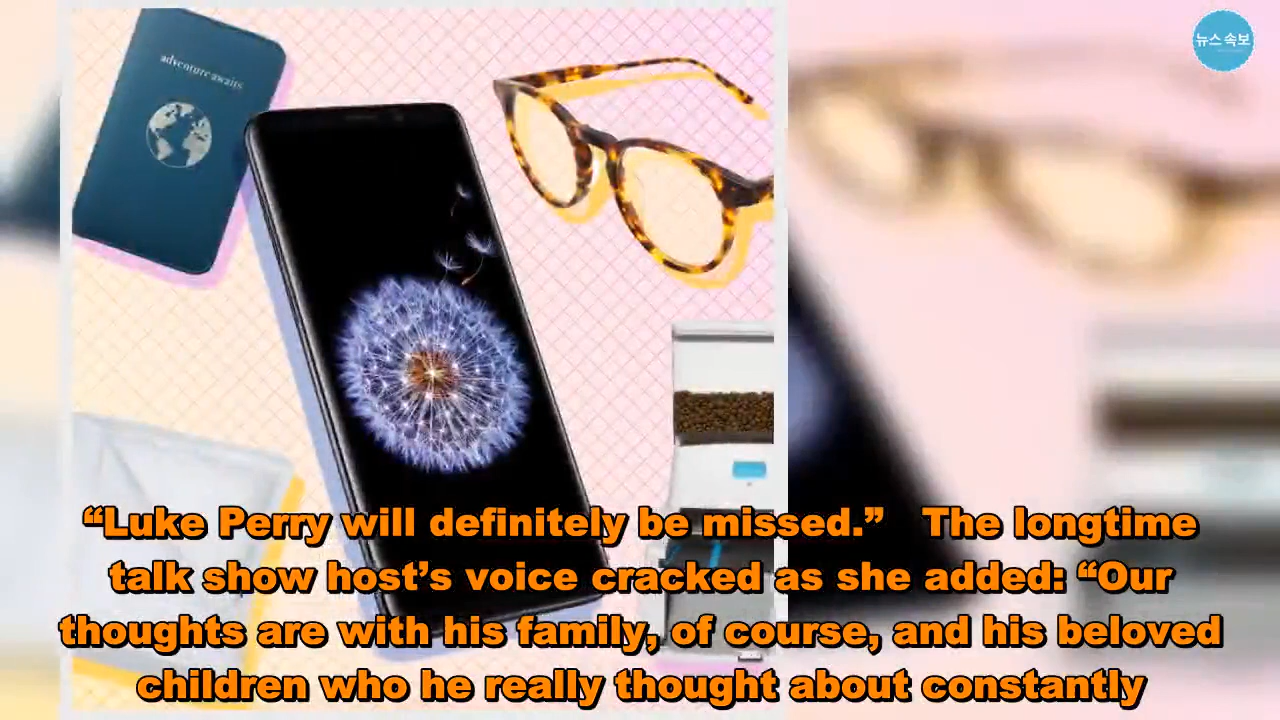 뉴스 속보
adventure awaits
“Luke Perry will definitely be missed.” The longtime
talk show host’s voice cracked as she added: “Our
thoughts are with his family, of course, and his beloved
children who he really thought about constantly